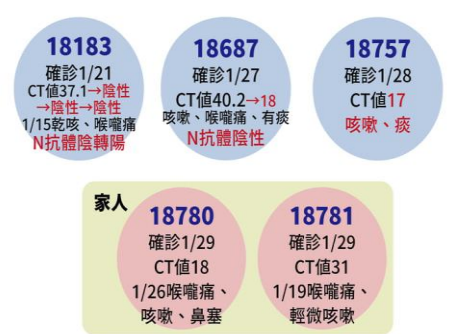 18183
確診1/21
CT值37.1→陰性
→陰性→陰性
1/15乾咳、喉嚨痛
N抗體陰轉陽
18687
確診1/27
CT值40.2→18
咳嗽、喉嚨痛、有痰
N抗體陰性
18757
確診1/28
CT值17
咳嗽、痰
家人
18780
確診1/29
CT值18
1/26喉嚨痛、
咳嗽、鼻塞
18781
確診1/29
CT值31
1/19喉嚨痛、
輕微咳嗽